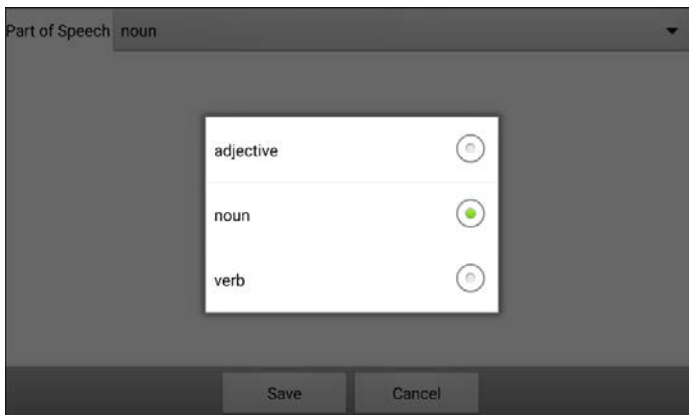 Part of Speech noun
adjective
noun
verb
Save Cancel